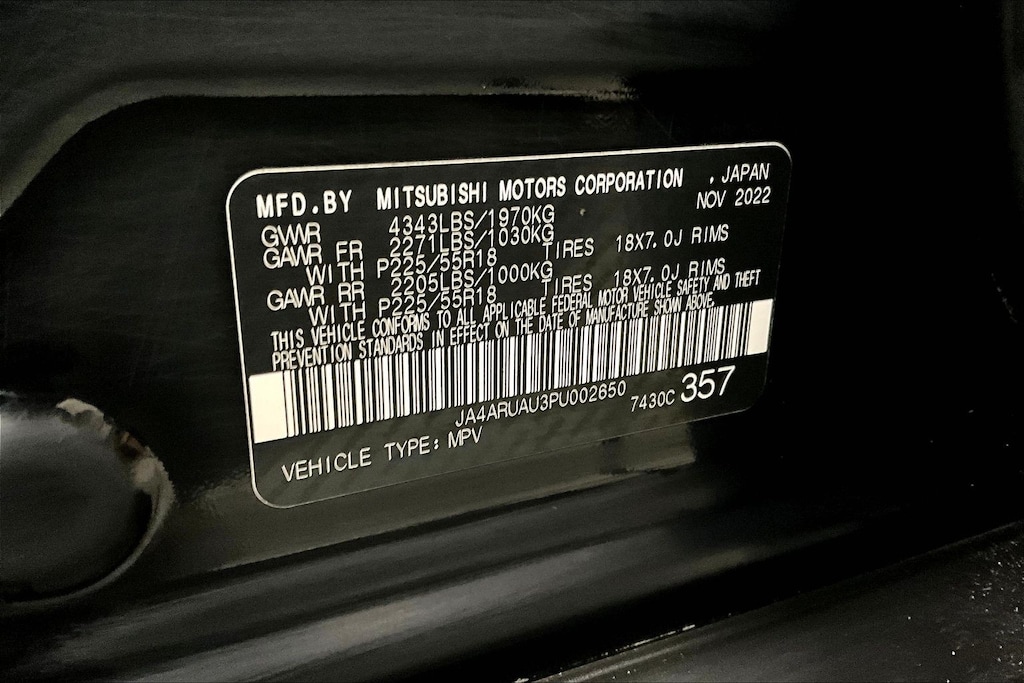 MFD.BY MITSUBISHI MOTORS CORPORATION , JAPAN
NOV 2022
GVWR 4343LBS/1970KG
GAWR FR 2271LBS/1030KG
WITH P225/55R18 TIRES 18X7.0J RIMS
GAWR RR 2205LBS/1000KG
WITH P225/55R18 TIRES 18X7.0J RIMS
THIS VEHICLE CONFORMS TO ALL APPLICABLE FEDERAL MOTOR VEHICLE SAFETY AND THEFT
PREVENTION STANDARDS IN EFFECT ON THE DATE OF MANUFACTURE SHOWN ABOVE.
JA4ARUAU3PU002650
7430C 357
VEHICLE TYPE: MPV